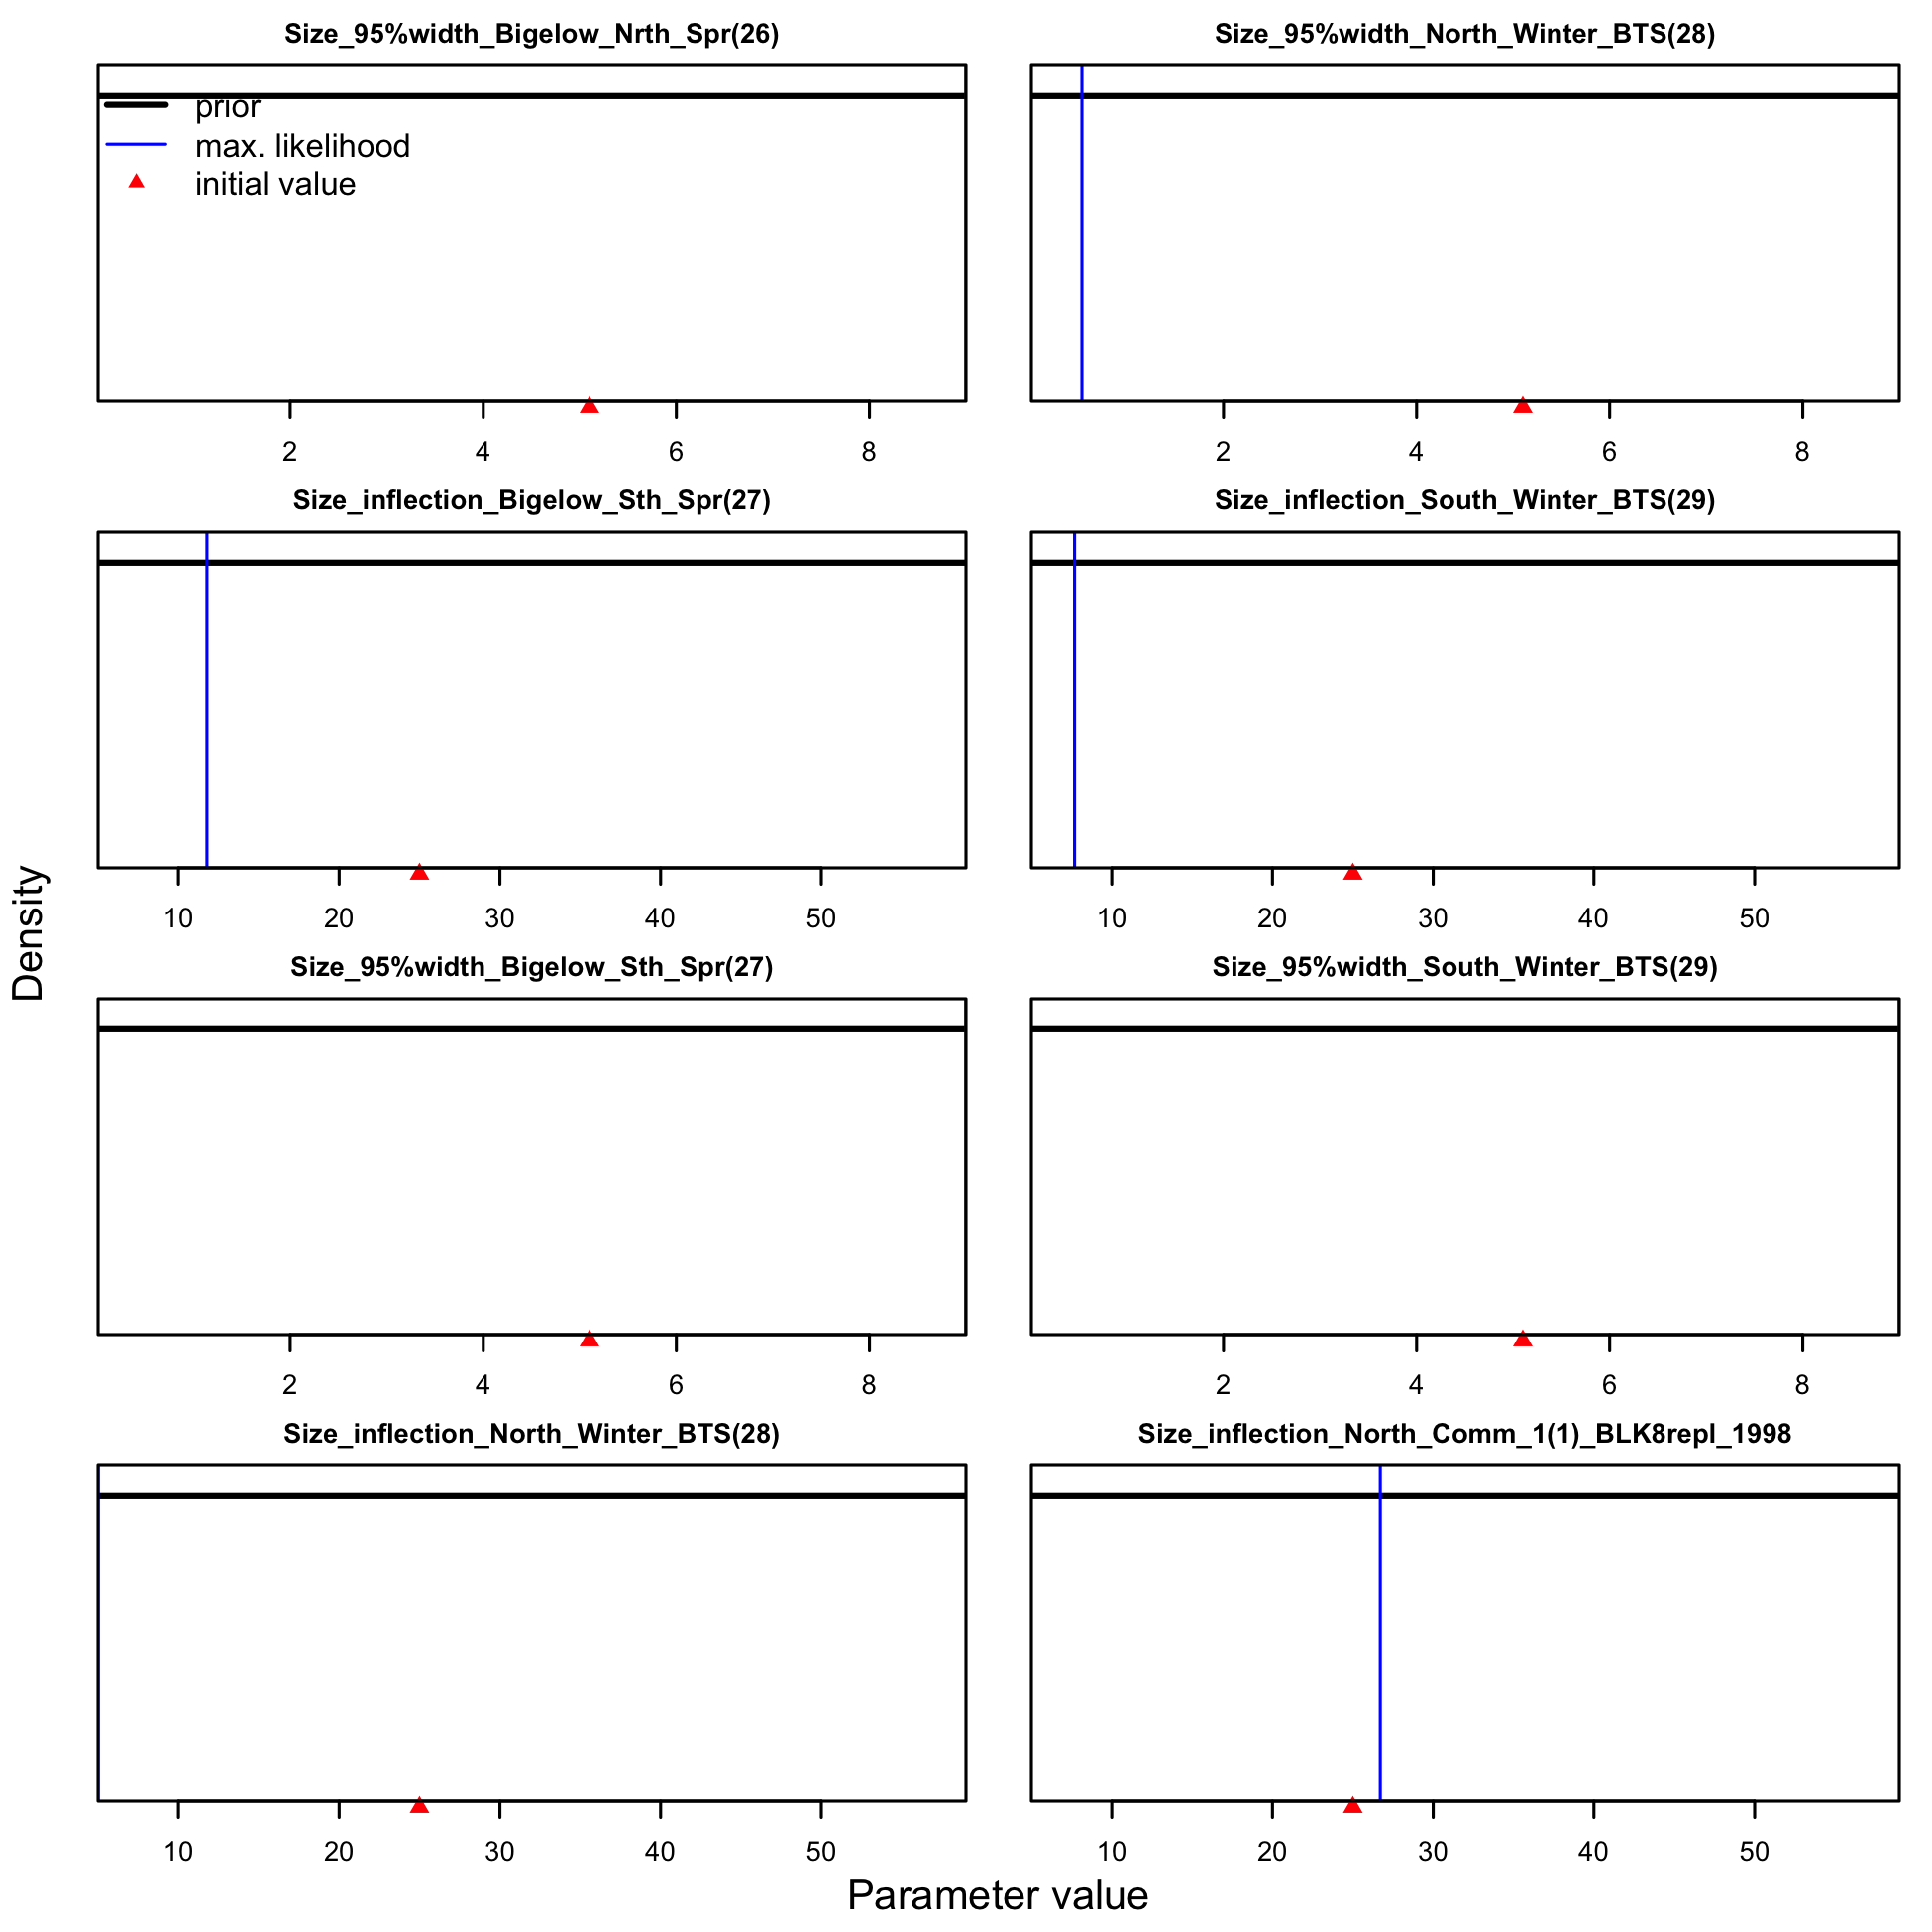 Size_95%width_Bigelow_Nrth_Spr(26)
Size_95%width_North_Winter_BTS(28)
prior
max. likelihood
initial value
2 4 6 8
2 4 6 8
Size_inflection_Bigelow_Sth_Spr(27)
Size_inflection_South_Winter_BTS(29)
10 20 30 40 50
10 20 30 40 50
Size_95%width_Bigelow_Sth_Spr(27)
Size_95%width_South_Winter_BTS(29)
2 4 6 8
2 4 6 8
Size_inflection_North_Winter_BTS(28)
Size_inflection_North_Comm_1(1)_BLK8repl_1998
10 20 30 40 50
10 20 30 40 50
Density
Parameter value